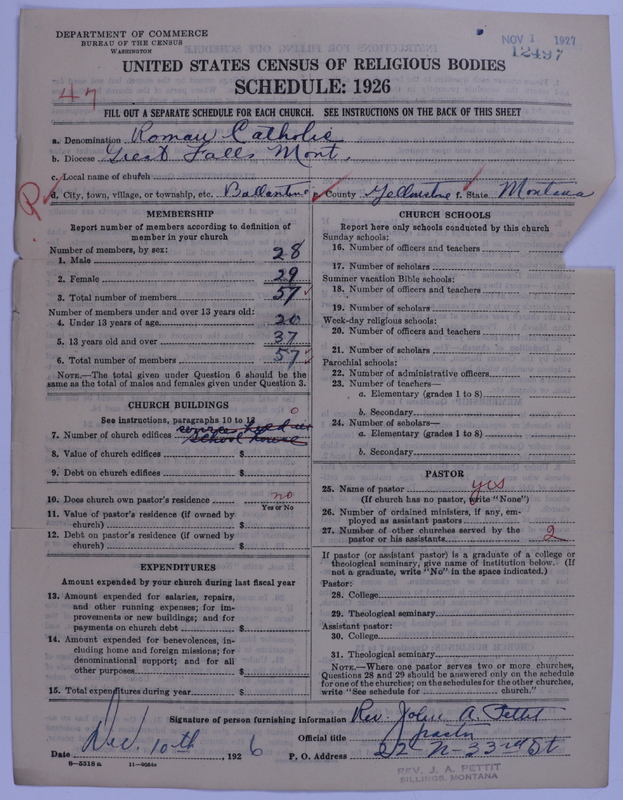 DEPARTMENT OF COMMERCE
BUREAU OF THE CENSUS
WASHINGTON
NOV 1 1927
12497
UNITED STATES CENSUS OF RELIGIOUS BODIES
SCHEDULE: 1926
47
FILL OUT A SEPARATE SCHEDULE FOR EACH CHURCH. SEE INSTRUCTIONS ON THE BACK OF THIS SHEET
a. Denomination Roman Catholic
b. Diocese Great Falls Mont.
c. Local name of church
R
d. City, town, village, or township, etc. Ballantine e. County Yellowstone f. State Montana
MEMBERSHIP
Report number of members according to definition of member in your church
Number of members, by sex:
1. Male 28
2. Female 29
3. Total number of members 57
Number of members under and over 13 years old:
4. Under 13 years of age 20
5. 13 years old and over 37
6. Total number of members 57
NOTE.—The total given under Question 6 should be
same as the total of males and females given under Question 3.
CHURCH BUILDINGS
See instructions, paragraphs 10 to 13
0
services held in
7. Number of church edifices school house
8. Value of church edifices $
9. Debt on church edifices $
10. Does church own pastor's residence no
Yes or No
11. Value of pastor's residence (if owned by
church) $
12. Debt on pastor's residence (if owned by
church) $
EXPENDITURES
Amount expended by your church during last fiscal year
13. Amount expended for salaries, repairs,
and other running expenses; for im-
provements or new buildings; and for
payments on church debt $
14. Amount expended for benevolences, in-
cluding home and foreign missions; for
denominational support; and for all
other purposes $
15. Total expenditures during year $
CHURCH SCHOOLS
Report here only schools conducted by this church
Sunday schools:
16. Number of officers and teachers
17. Number of scholars
Summer vacation Bible schools:
18. Number of officers and teachers
19. Number of scholars
Week-day religious schools:
20. Number of officers and teachers
21. Number of scholars
Parochial schools:
22. Number of administrative officers
23. Number of teachers—
a. Elementary (grades 1 to 8)
b. Secondary
24. Number of scholars—
a. Elementary (grades 1 to 8)
b. Secondary
PASTOR
25. Name of pastor yes
(If church has no pastor, write "None")
26. Number of ordained ministers, if any, em-
ployed as assistant pastors
27. Number of other churches served by the
pastor or his assistants 2
If pastor (or assistant pastor) is a graduate of a college or
theological seminary, give name of institution below. (If
not a graduate, write "No" in the space indicated.)
Pastor:
28. College
29. Theological seminary
Assistant pastor:
30. College
31. Theological seminary
NOTE.—Where one pastor serves two or more churches,
Questions 28 and 29 should be answered only on the schedule
for one of the churches; on the schedules for the other churches,
write "See schedule for church."
Signature of person furnishing information Rev. John A. Pettit
Official title Pastor
Date Dec. 10th, 1926 P. O. Address 22 N-33rd St
8—5518 a 11—9034a
REV. J. A. PETTIT
BILLINGS, MONTANA